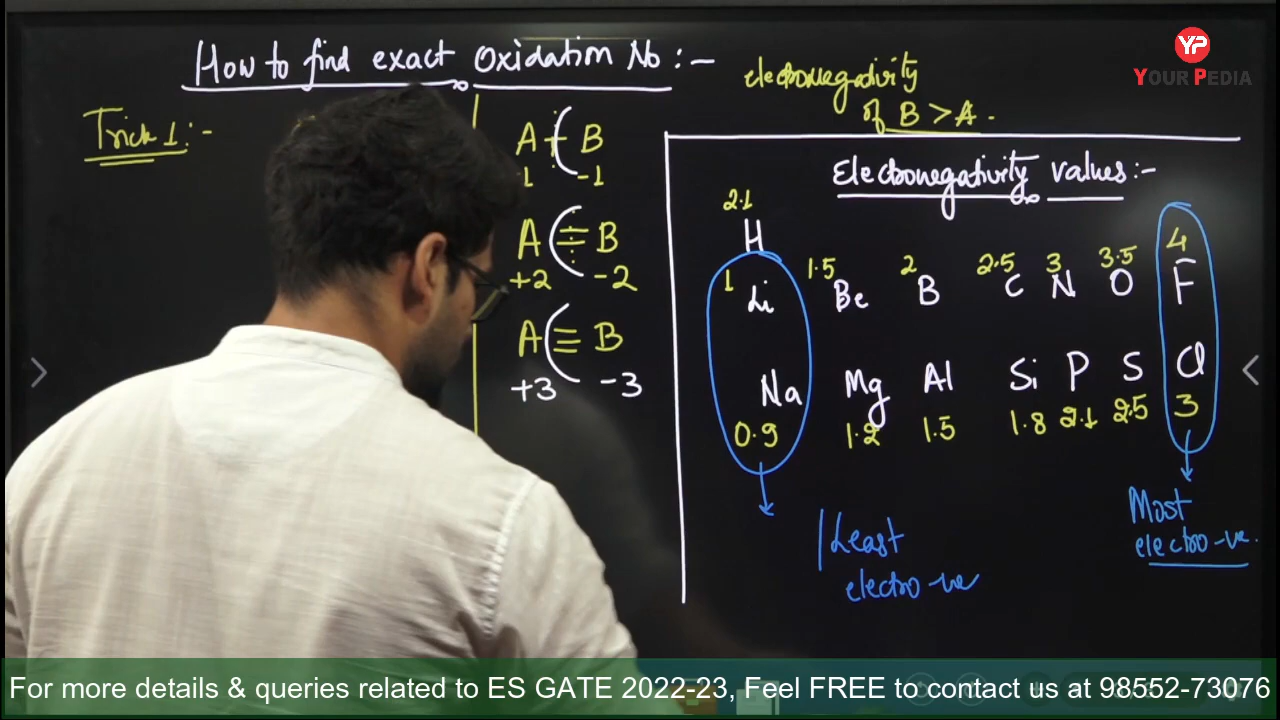 How to find exact Oxidation No :-
electronegativity
of B > A.
YP
YOUR PEDIA
Trick 1:-
A - B
1 -1
A = B
+2 -2
A ≡ B
+3 -3
Electronegativity values :-
2.1
H
1 1.5 2 2.5 3 3.5 4
Li Be B C N O F
Na Mg Al Si P S Cl
0.9 1.2 1.5 1.8 2.1 2.5 3
Least
electro -ve
Most
electro -ve.
For more details & queries related to ES GATE 2022-23, Feel FREE to contact us at 98552-73076